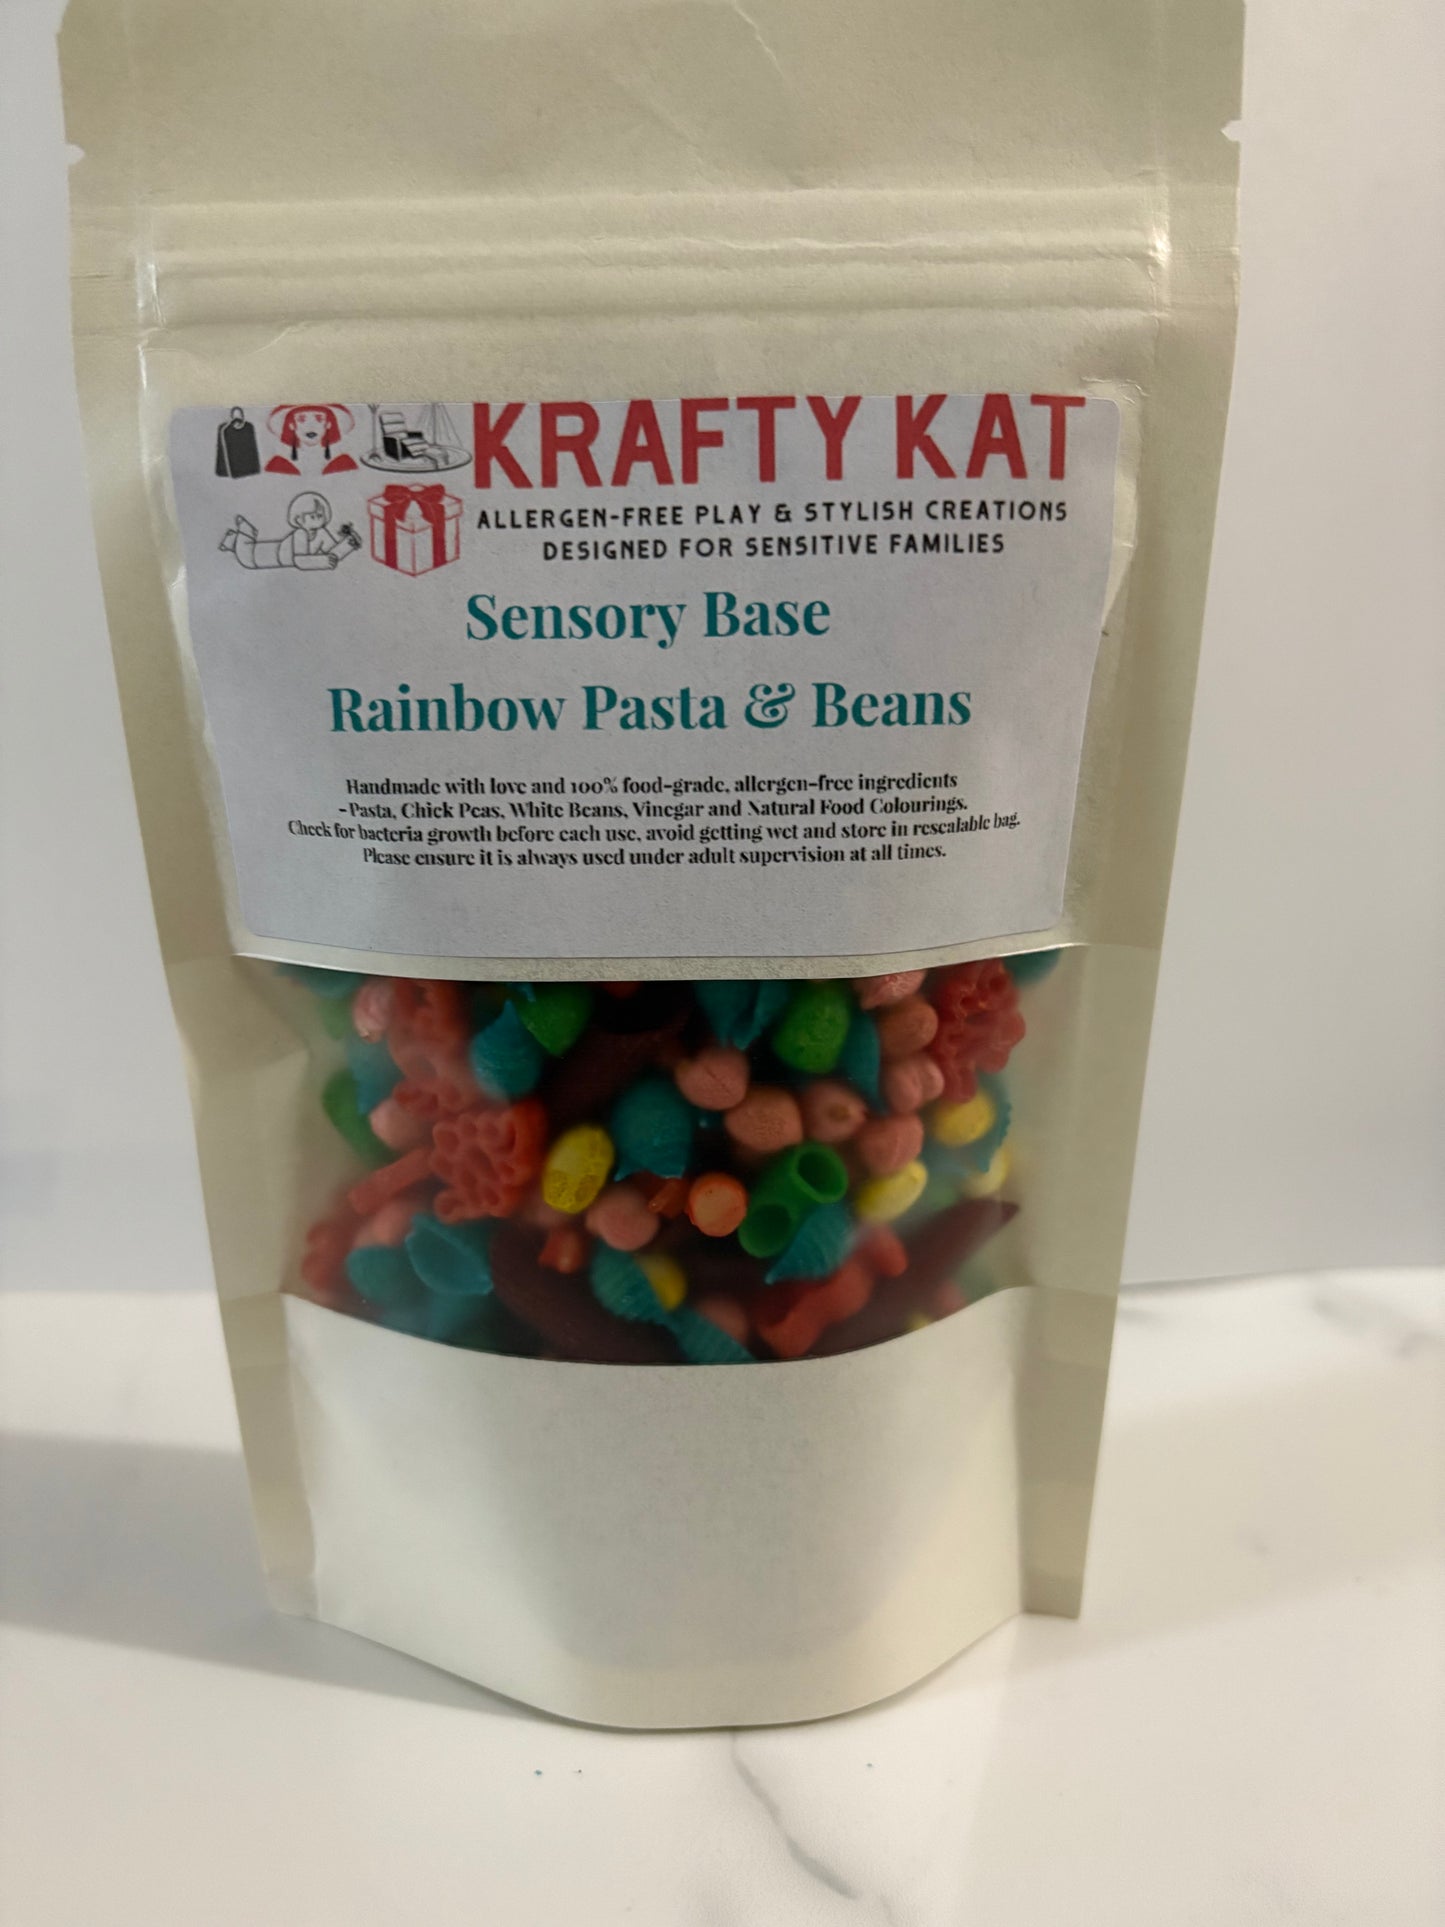 KRAFTY KAT
ALLERGEN-FREE PLAY & STYLISH CREATIONS
DESIGNED FOR SENSITIVE FAMILIES
Sensory Base
Rainbow Pasta & Beans
Handmade with love and 100% food-grade, allergen-free ingredients
-Pasta, Chick Peas, White Beans, Vinegar and Natural Food Colourings.
Check for bacteria growth before each use, avoid getting wet and store in resealable bag.
Please ensure it is always used under adult supervision at all times.